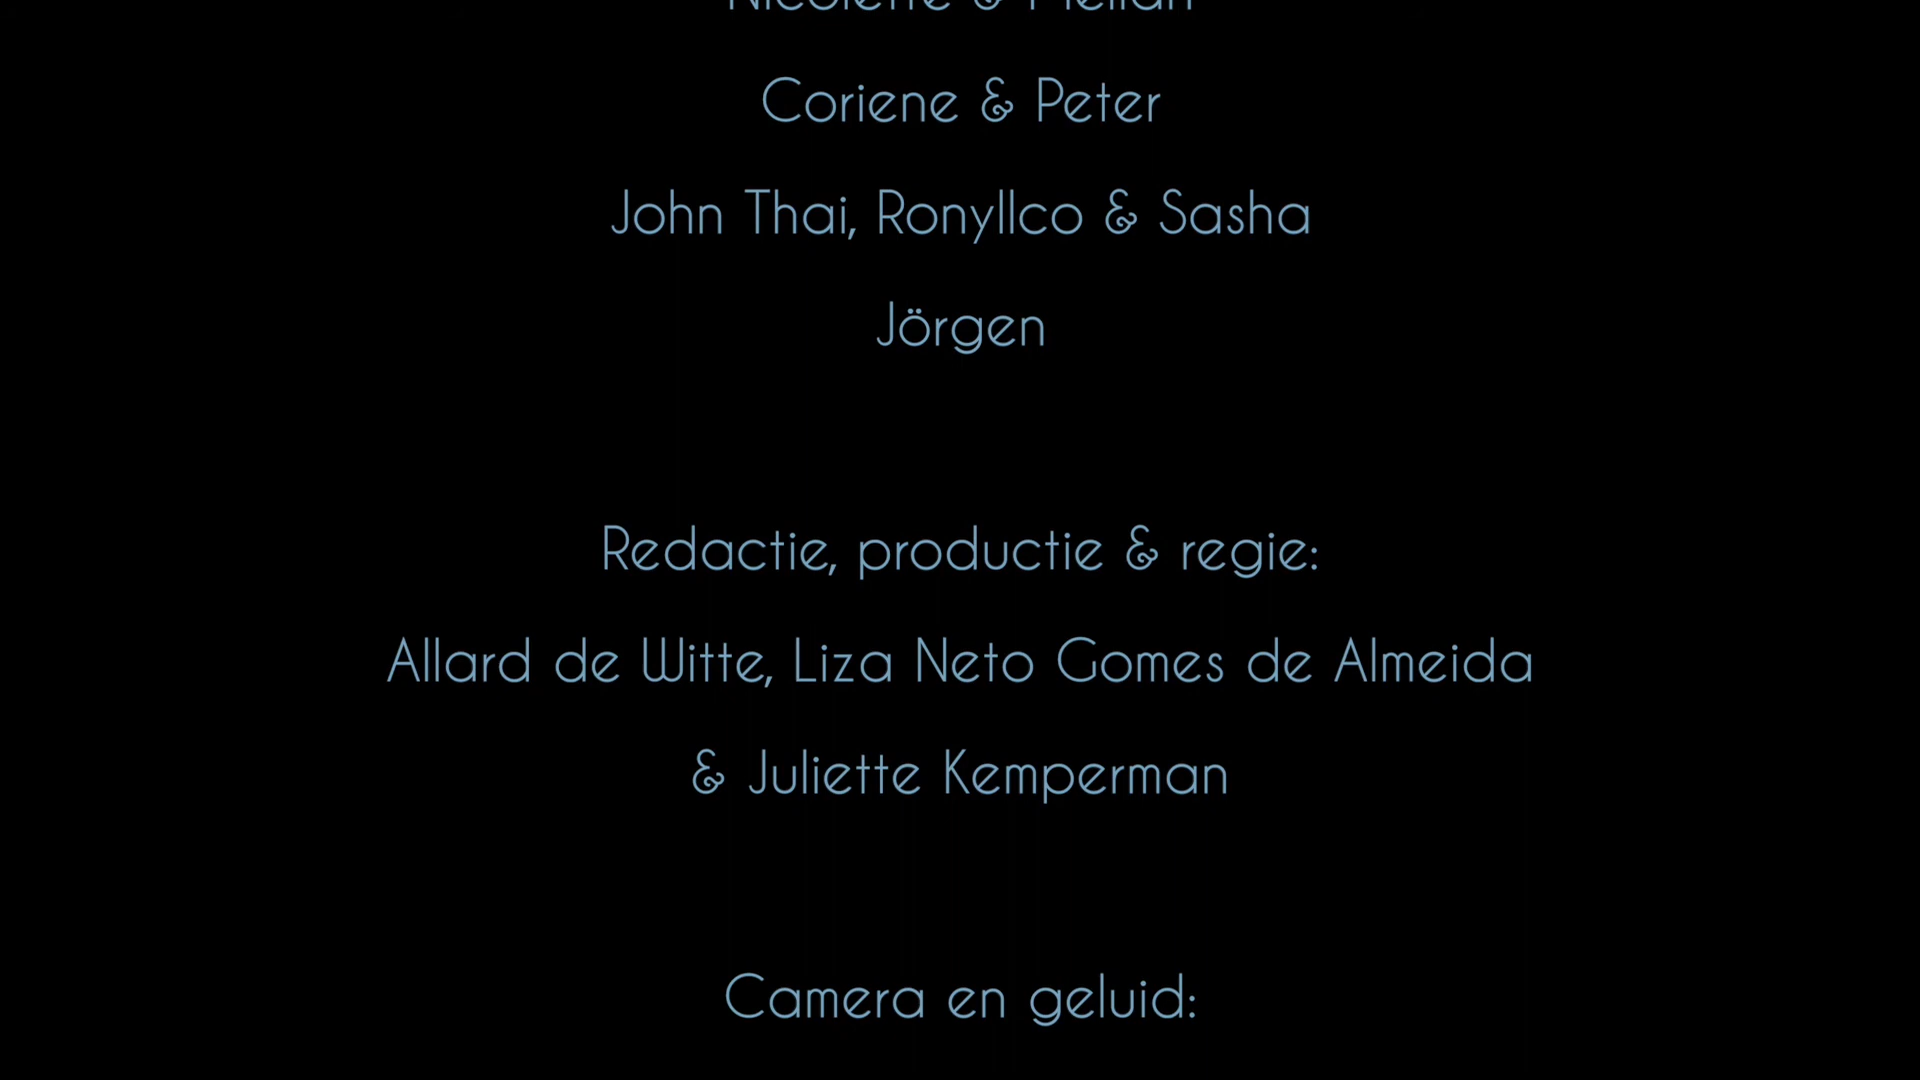 Nicolette &
Coriene & Peter
John Thai, Ronyllco & Sasha
Jörgen
Redactie, productie & regie:
Allard de Witte, Liza Neto Gomes de Almeida
& Juliette Kemperman
Camera en geluid: